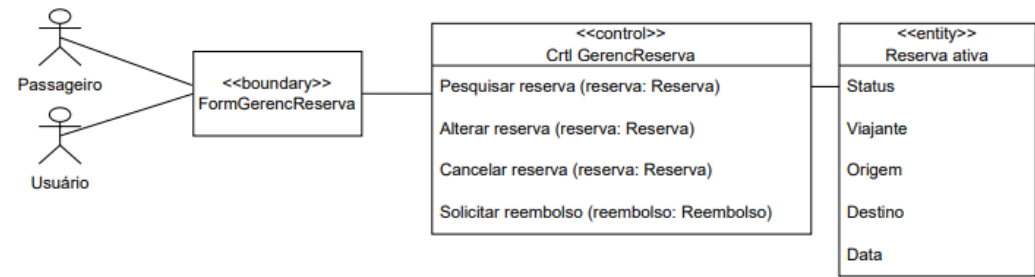 Passageiro
Usuário
<<boundary>>
FormGerencReserva
<<control>>
Crtl GerencReserva
Pesquisar reserva (reserva: Reserva)
Alterar reserva (reserva: Reserva)
Cancelar reserva (reserva: Reserva)
Solicitar reembolso (reembolso: Reembolso)
<<entity>>
Reserva ativa
Status
Viajante
Origem
Destino
Data